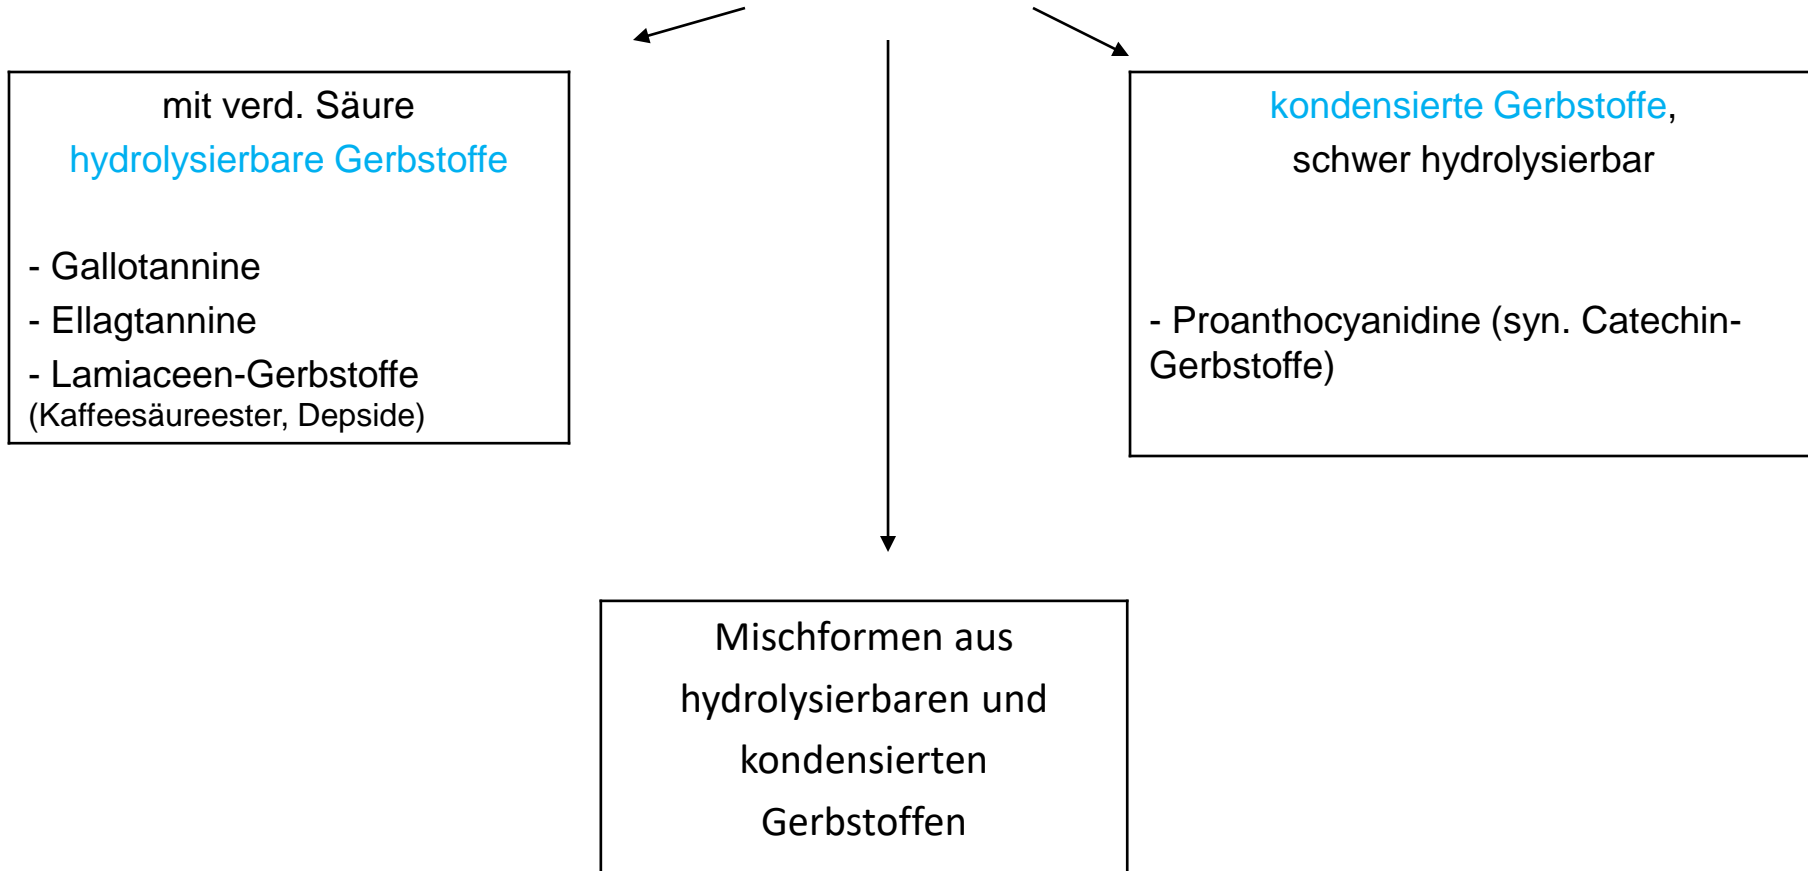 mit verd. Säure
hydrolysierbare Gerbstoffe
- Gallotannine
- Ellagtannine
- Lamiaceen-Gerbstoffe
(Kaffeesäureester, Depside)
kondensierte Gerbstoffe,
schwer hydrolysierbar
- Proanthocyanidine (syn. Catechin-
Gerbstoffe)
Mischformen aus
hydrolysierbaren und
kondensierten
Gerbstoffen